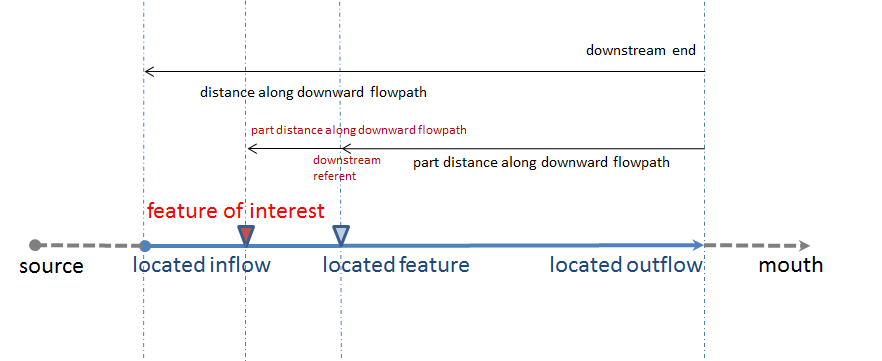 downstream end
distance along downward flowpath
part distance along downward flowpath
downstream
referent
part distance along downward flowpath
feature of interest
source
located inflow
located feature
located outflow
mouth